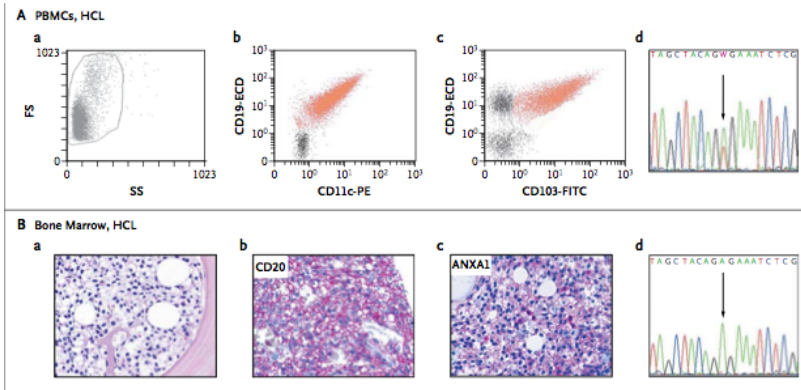 A PBMCs, HCL
a b c d
1023
FS
0
0 1023
SS
10³
10²
10¹
10⁰
0
CD19-ECD
0 10⁰ 10¹ 10² 10³
CD11c-PE
10³
10²
10¹
10⁰
0
CD19-ECD
0 10⁰ 10¹ 10² 10³
CD103-FITC
TAGCTACAGWGAAATCTCG
B Bone Marrow, HCL
a b c d
CD20
ANXA1
TAGCTACAGAGAAATCTCG